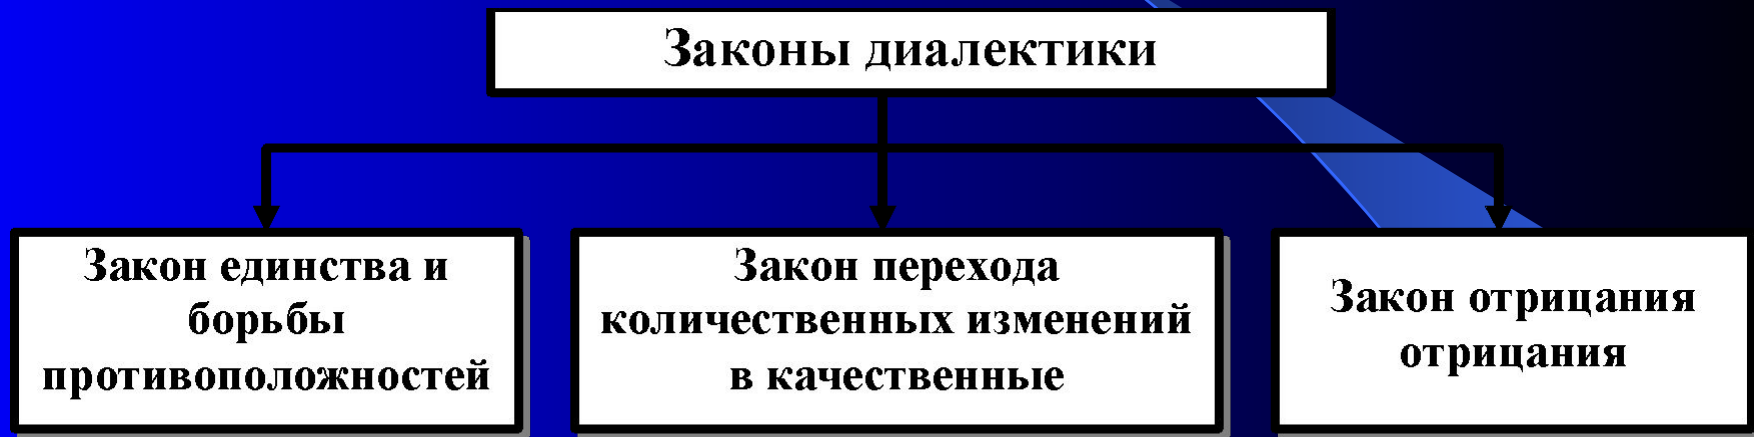 Законы диалектики
Закон единства и
борьбы
противоположностей
Закон перехода
количественных изменений
в качественные
Закон отрицания
отрицания